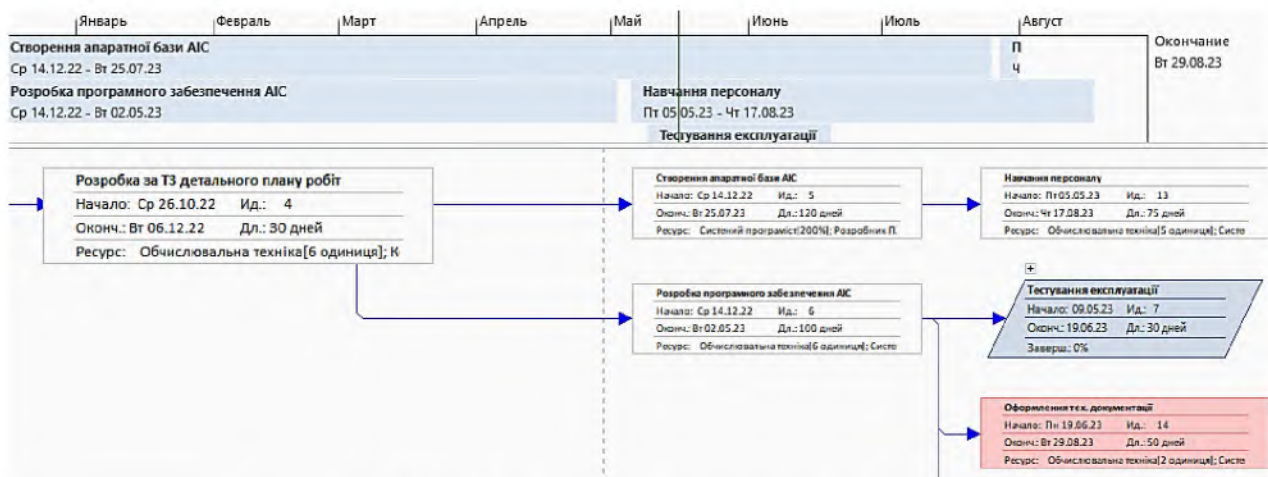 Январь Февраль Март Апрель Май Июнь Июль Август
Створення апаратної бази АІС
Ср 14.12.22 - Вт 25.07.23
П
Ч
Окончание
Вт 29.08.23
Розробка програмного забезпечення АІС
Ср 14.12.22 - Вт 02.05.23
Навчання персоналу
Пт 05.05.23 - Чт 17.08.23
Тестування експлуатації
Розробка за ТЗ детального плану робіт
Начало: Ср 26.10.22 Ид.: 4
Оконч.: Вт 06.12.22 Дл.: 30 дней
Ресурс: Обчислювальна техніка[6 одиниця]; К
Створення апаратної бази АІС
Начало: Ср 14.12.22 Ид.: 5
Оконч.: Вт 25.07.23 Дл.: 120 дней
Ресурс: Системий програміст[200%]; Розробник П
Навчання персоналу
Начало: Пт 05.05.23 Ид.: 13
Оконч.: Чт 17.08.23 Дл.: 75 дней
Ресурс: Обчислювальна техніка[5 одиниця]; Систе
Розробка програмного забезпечення АІС
Начало: Ср 14.12.22 Ид.: 6
Оконч.: Вт 02.05.23 Дл.: 100 дней
Ресурс: Обчислювальна техніка[6 одиниця]; Систе
Тестування експлуатації
Начало: 09.05.23 Ид.: 7
Оконч.: 19.06.23 Дл.: 30 дней
Заверш.: 0%
Оформлення тех. документації
Начало: Пн 19.06.23 Ид.: 14
Оконч.: Вт 29.08.23 Дл.: 50 дней
Ресурс: Обчислювальна техніка[2 одиниця]; Систе